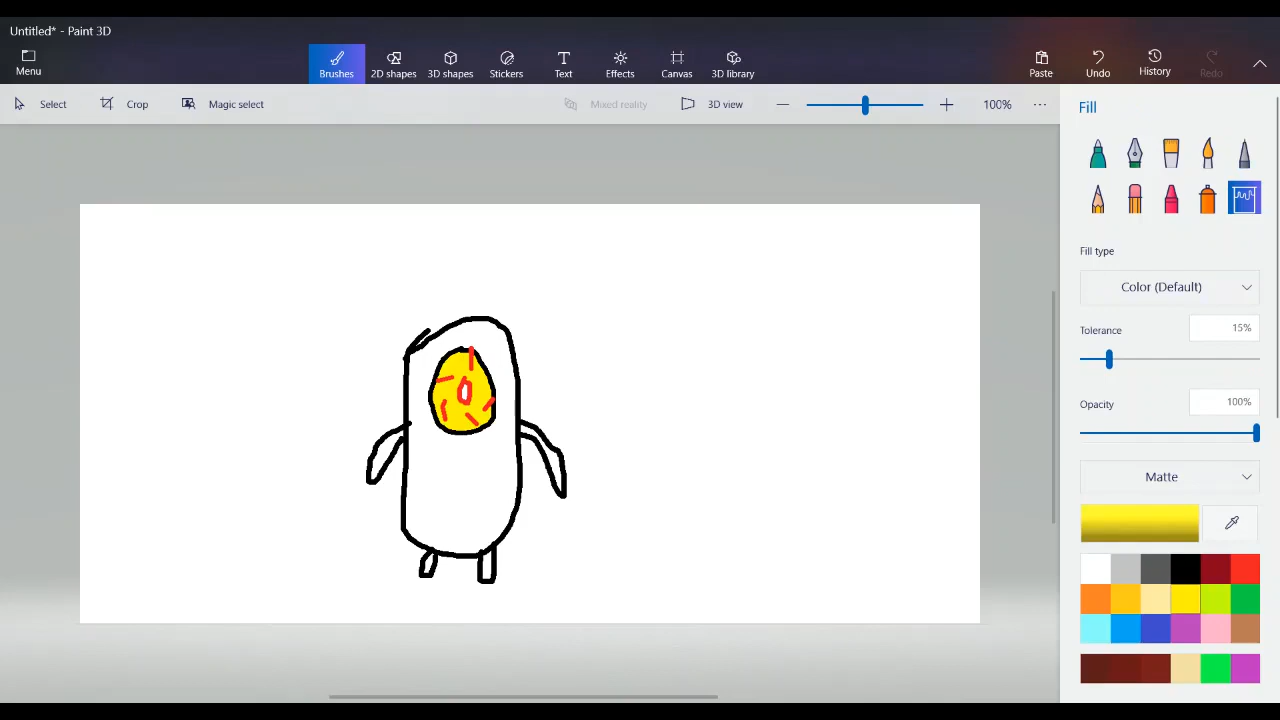 Untitled* - Paint 3D
Menu
Brushes
2D shapes
3D shapes
Stickers
Text
Effects
Canvas
3D library
Paste
Undo
History
Redo
Select
Crop
Magic select
Mixed reality
3D view
100%
Fill
Fill type
Color (Default)
Tolerance
15%
Opacity
100%
Matte